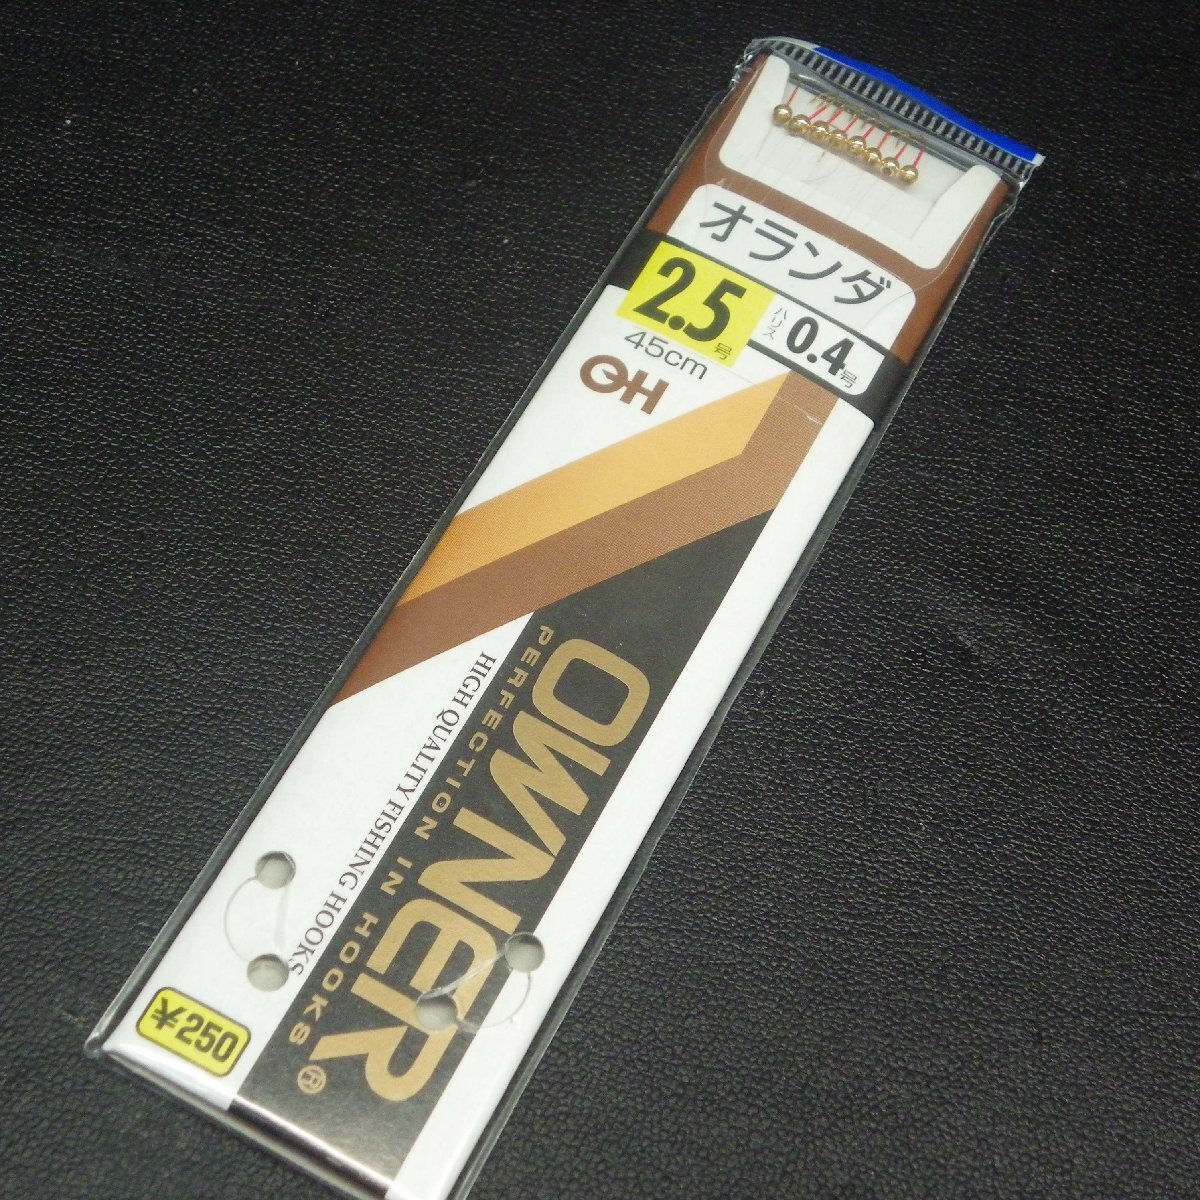 オランダ
2.5号
ハリス 0.4号
45cm
OH
OWNER®
PERFECTION IN HOOKS
HIGH QUALITY FISHING HOOKS
¥250